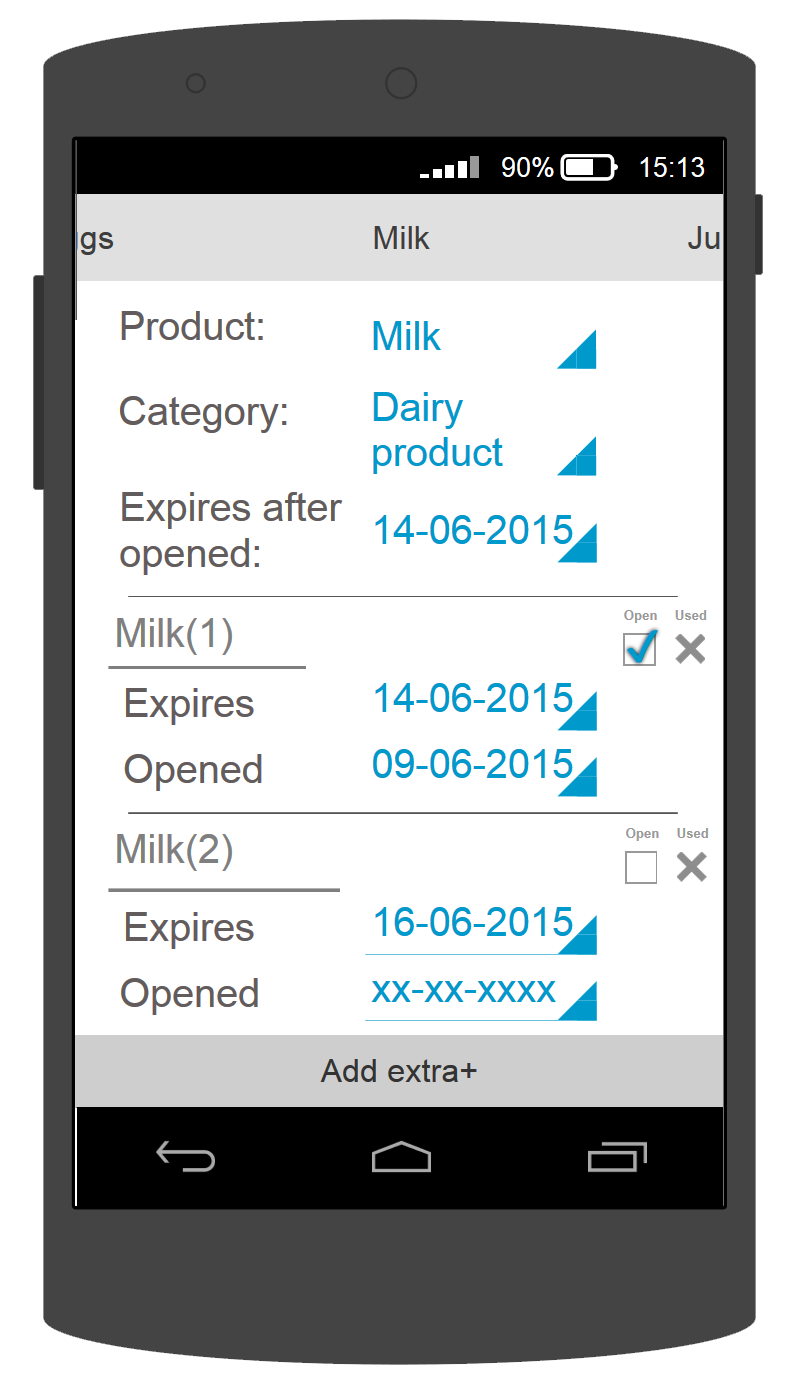 90% 15:13
gs Milk Ju
Product: Milk
Category: Dairy
product
Expires after
opened: 14-06-2015
Open Used
Milk(1)
Expires 14-06-2015
Opened 09-06-2015
Open Used
Milk(2)
Expires 16-06-2015
Opened xx-xx-xxxx
Add extra+